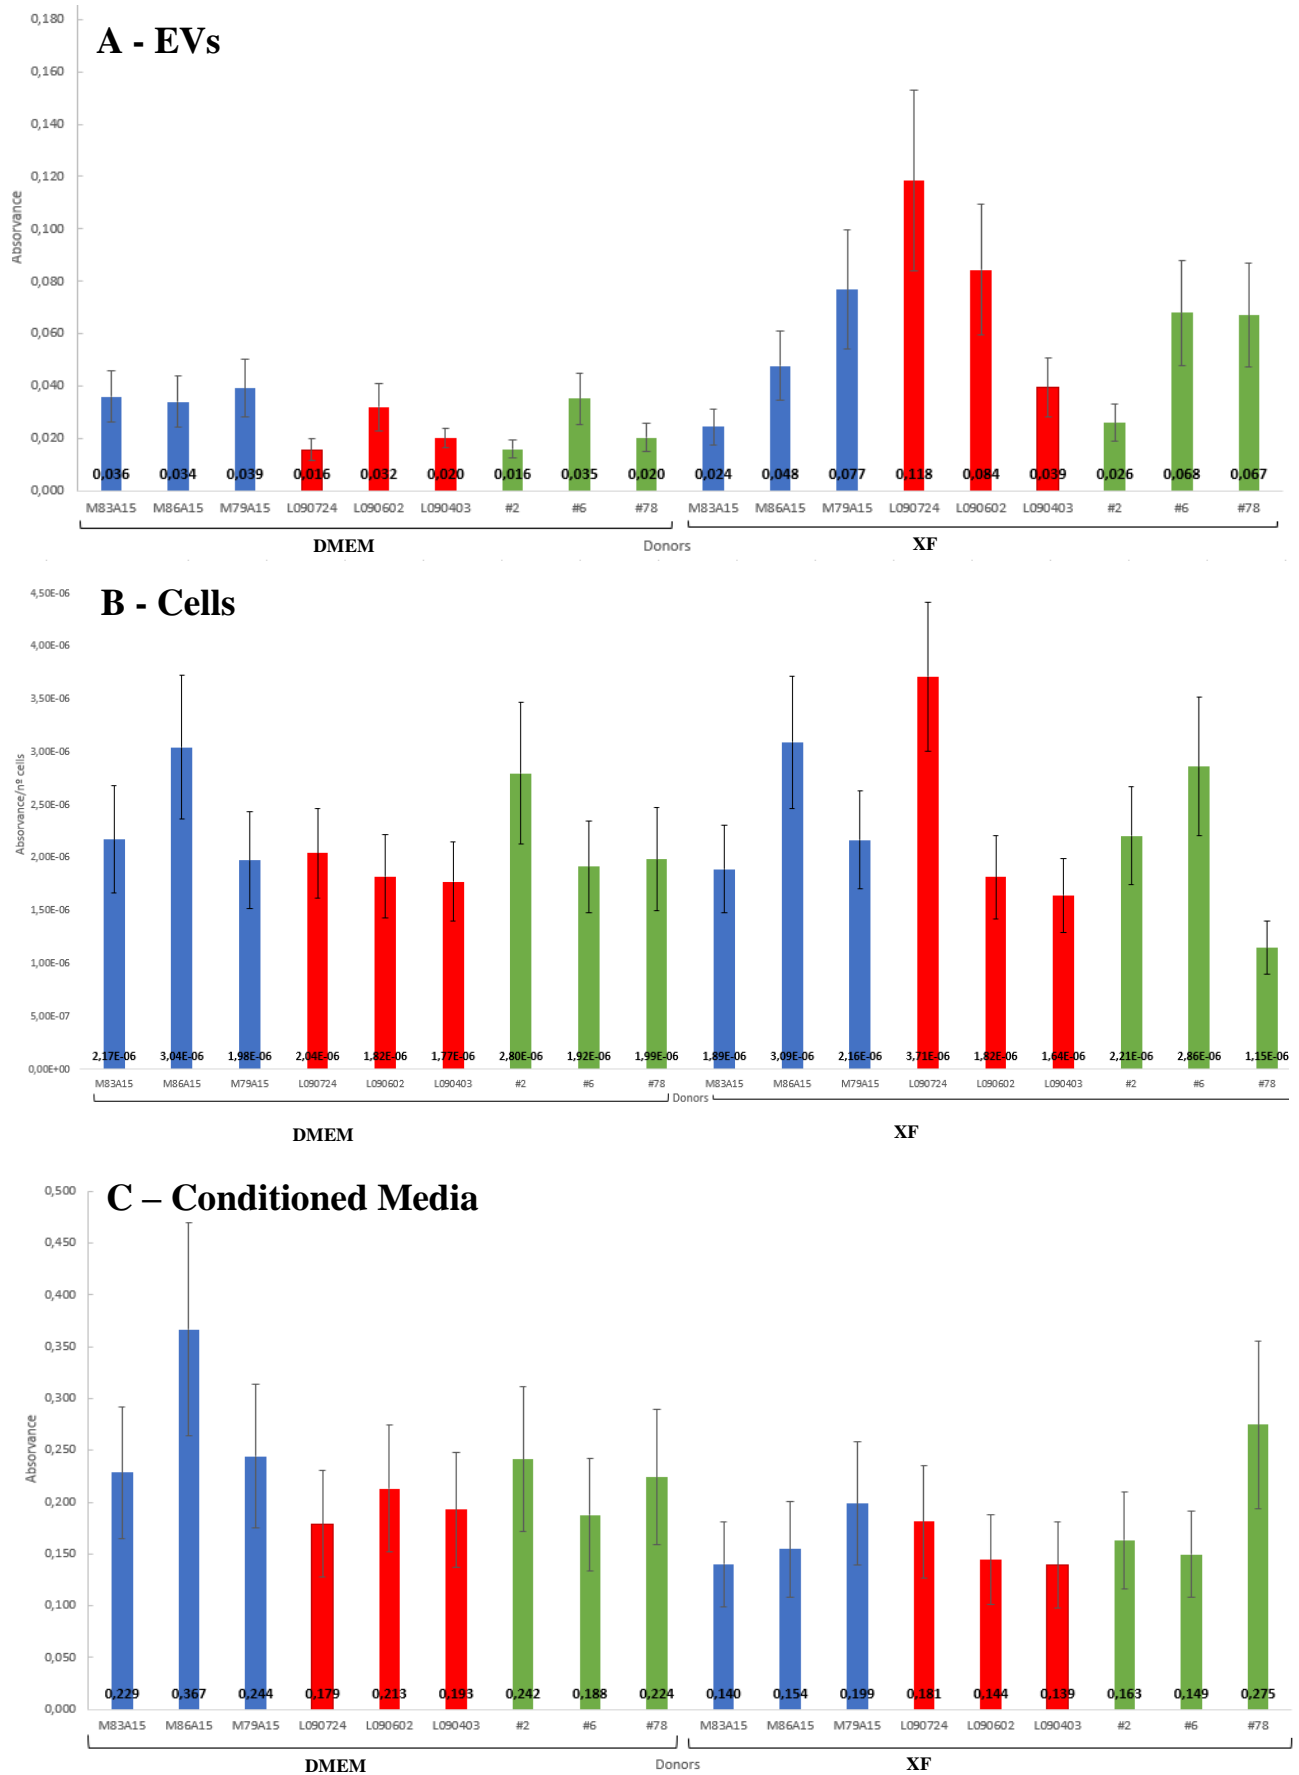 A - EVs
0,180
0,160
0,140
0,120
0,100
0,080
0,060
0,040
0,020
0,000
Absorvance
0,036 0,034 0,039 0,016 0,032 0,020 0,016 0,035 0,020 0,024 0,048 0,077 0,118 0,084 0,039 0,026 0,068 0,067
M83A15 M86A15 M79A15 L090724 L090602 L090403 #2 #6 #78 M83A15 M86A15 M79A15 L090724 L090602 L090403 #2 #6 #78
DMEM Donors XF
B - Cells
4,50E-06
4,00E-06
3,50E-06
3,00E-06
2,50E-06
2,00E-06
1,50E-06
1,00E-06
5,00E-07
0,00E+00
Absorvance/nº cells
2,17E-06 3,04E-06 1,98E-06 2,04E-06 1,82E-06 1,77E-06 2,80E-06 1,92E-06 1,99E-06 1,89E-06 3,09E-06 2,16E-06 3,71E-06 1,82E-06 1,64E-06 2,21E-06 2,86E-06 1,15E-06
M83A15 M86A15 M79A15 L090724 L090602 L090403 #2 #6 #78 M83A15 M86A15 M79A15 L090724 L090602 L090403 #2 #6 #78
Donors
DMEM XF
C – Conditioned Media
0,500
0,450
0,400
0,350
0,300
0,250
0,200
0,150
0,100
0,050
0,000
Absorvance
0,229 0,367 0,244 0,179 0,213 0,193 0,242 0,188 0,224 0,140 0,154 0,199 0,181 0,144 0,139 0,163 0,149 0,275
M83A15 M86A15 M79A15 L090724 L090602 L090403 #2 #6 #78 M83A15 M86A15 M79A15 L090724 L090602 L090403 #2 #6 #78
DMEM Donors XF